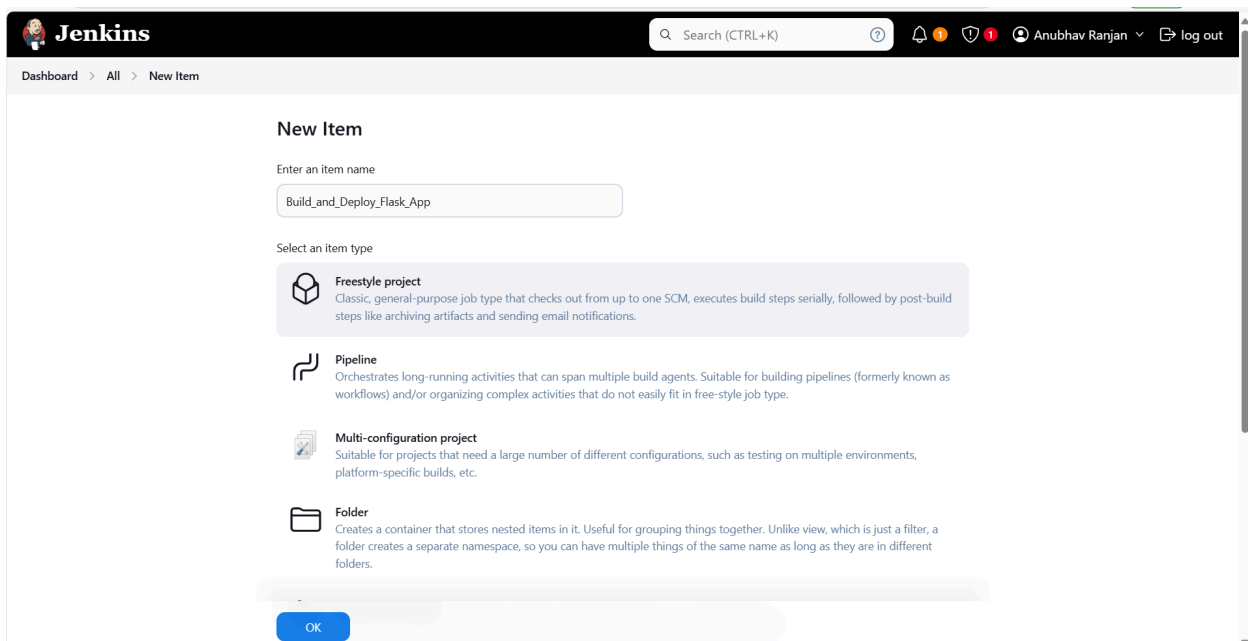 Jenkins
Search (CTRL+K)
?
1
1
Anubhav Ranjan
log out
Dashboard > All > New Item
New Item
Enter an item name
Build_and_Deploy_Flask_App
Select an item type
Freestyle project
Classic, general-purpose job type that checks out from up to one SCM, executes build steps serially, followed by post-build
steps like archiving artifacts and sending email notifications.
Pipeline
Orchestrates long-running activities that can span multiple build agents. Suitable for building pipelines (formerly known as
workflows) and/or organizing complex activities that do not easily fit in free-style job type.
Multi-configuration project
Suitable for projects that need a large number of different configurations, such as testing on multiple environments,
platform-specific builds, etc.
Folder
Creates a container that stores nested items in it. Useful for grouping things together. Unlike view, which is just a filter, a
folder creates a separate namespace, so you can have multiple things of the same name as long as they are in different
folders.
OK